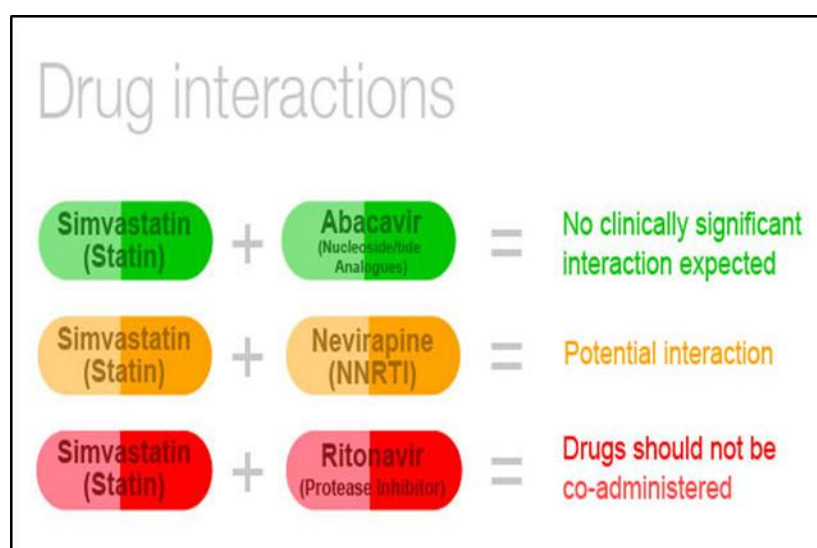 Drug interactions
Simvastatin
(Statin)
+
Abacavir
(Nucleoside/tide
Analogues)
=
No clinically significant
interaction expected
Simvastatin
(Statin)
+
Nevirapine
(NNRTI)
=
Potential interaction
Simvastatin
(Statin)
+
Ritonavir
(Protease Inhibitor)
=
Drugs should not be
co-administered